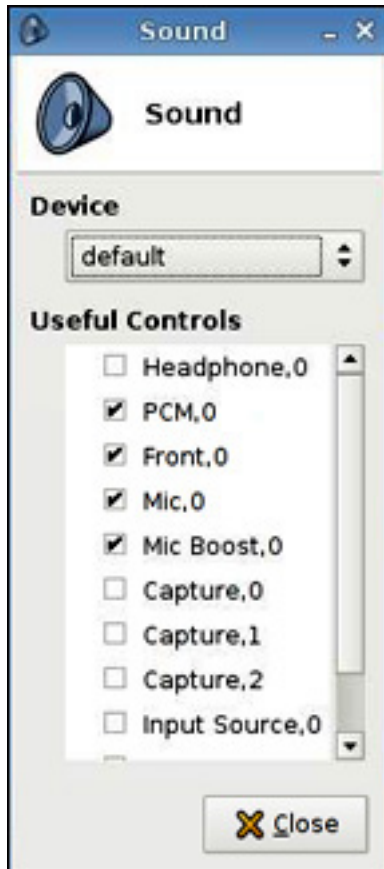 Sound
Sound
Device
default
Useful Controls
Headphone,0
PCM,0
Front,0
Mic,0
Mic Boost,0
Capture,0
Capture,1
Capture,2
Input Source,0
Close